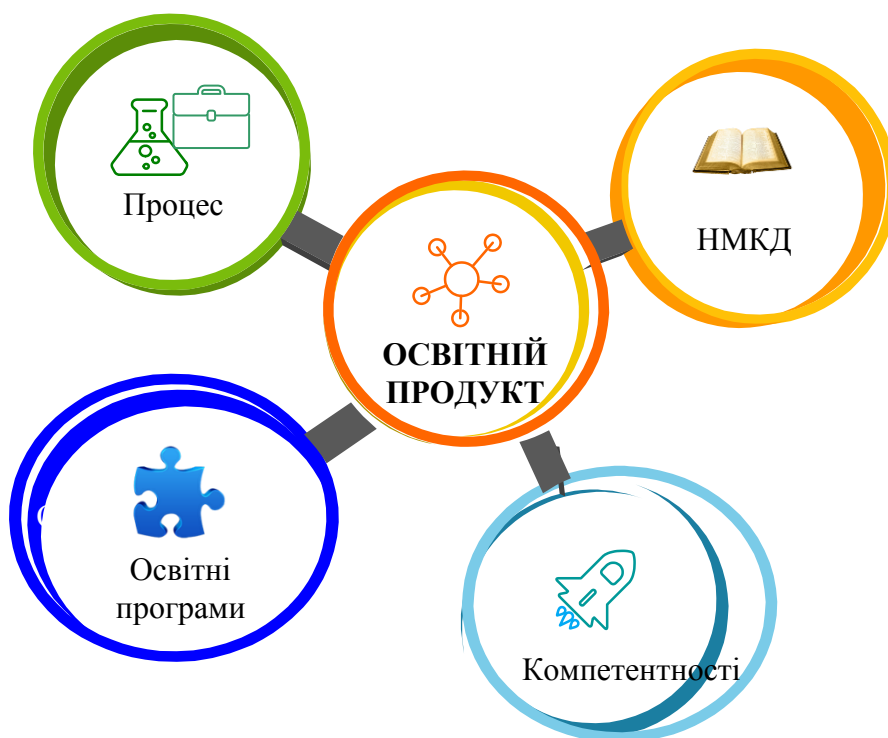 Процес
НМКД
ОСВІТНІЙ
ПРОДУКТ
Освітні
програми
Компетентності